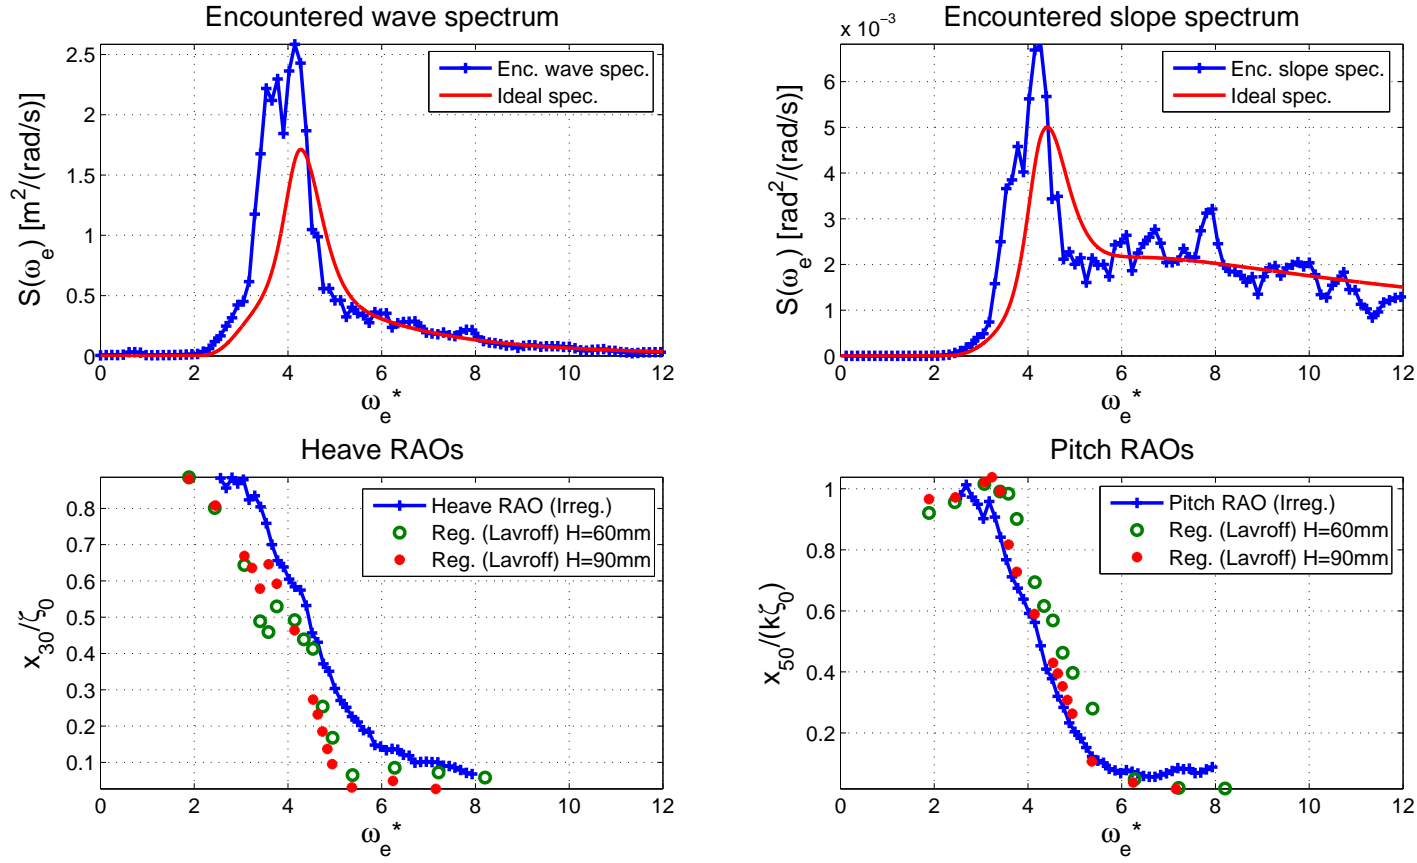 Encountered wave spectrum
S(ω_e) [m^2/(rad/s)]
2.5
2
1.5
1
0.5
0
Enc. wave spec.
Ideal spec.
0 2 4 6 8 10 12
ω_e*
Encountered slope spectrum
x 10^−3
S(ω_e) [rad^2/(rad/s)]
6
5
4
3
2
1
0
Enc. slope spec.
Ideal spec.
0 2 4 6 8 10 12
ω_e*
Heave RAOs
x_30/ζ_0
0.8
0.7
0.6
0.5
0.4
0.3
0.2
0.1
Heave RAO (Irreg.)
Reg. (Lavroff) H=60mm
Reg. (Lavroff) H=90mm
0 2 4 6 8 10 12
ω_e*
Pitch RAOs
x_50/(kζ_0)
1
0.8
0.6
0.4
0.2
Pitch RAO (Irreg.)
Reg. (Lavroff) H=60mm
Reg. (Lavroff) H=90mm
0 2 4 6 8 10 12
ω_e*